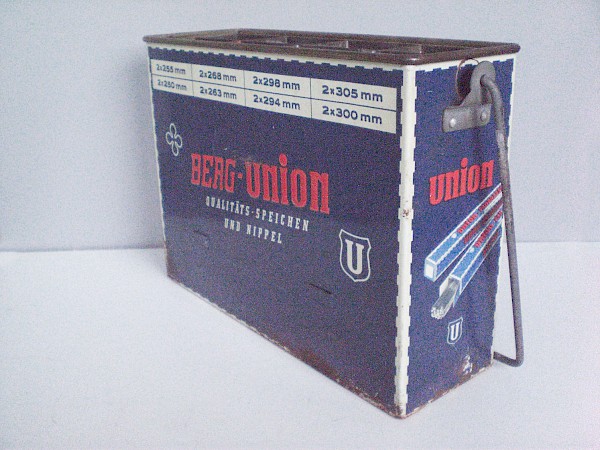 2x255 mm 2x268 mm 2x298 mm 2x305 mm
2x250 mm 2x263 mm 2x294 mm 2x300 mm
BERG-union
QUALITÄTS-SPEICHEN
UND NIPPEL
U
union
U